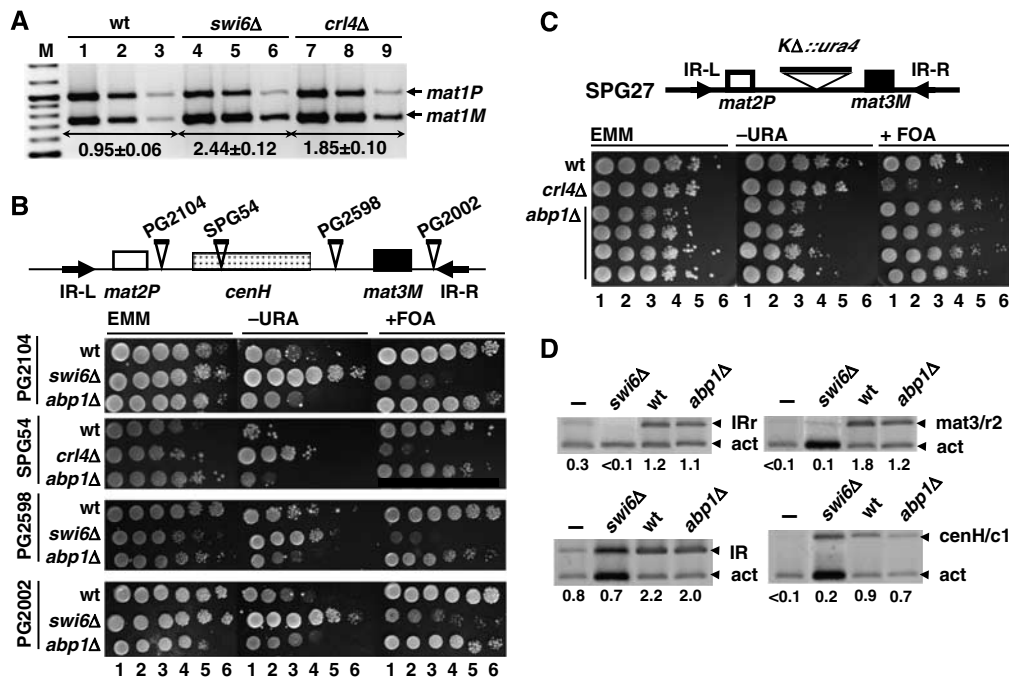 A
wt swi6Δ crl4Δ
M 1 2 3 4 5 6 7 8 9
mat1P
mat1M
0.95±0.06 2.44±0.12 1.85±0.10
B
PG2104 SPG54 PG2598 PG2002
IR-L mat2P cenH mat3M IR-R
EMM –URA +FOA
PG2104
wt
swi6Δ
abp1Δ
SPG54
wt
crl4Δ
abp1Δ
PG2598
wt
swi6Δ
abp1Δ
PG2002
wt
swi6Δ
abp1Δ
1 2 3 4 5 6 1 2 3 4 5 6 1 2 3 4 5 6
C
KΔ::ura4
IR-L IR-R
SPG27
mat2P mat3M
EMM –URA + FOA
wt
crl4Δ
abp1Δ
1 2 3 4 5 6 1 2 3 4 5 6 1 2 3 4 5 6
D
– swi6Δ wt abp1Δ
IRr
act
0.3 <0.1 1.2 1.1
– swi6Δ wt abp1Δ
mat3/r2
act
<0.1 0.1 1.8 1.2
– swi6Δ wt abp1Δ
IR
act
0.8 0.7 2.2 2.0
– swi6Δ wt abp1Δ
cenH/c1
act
<0.1 0.2 0.9 0.7